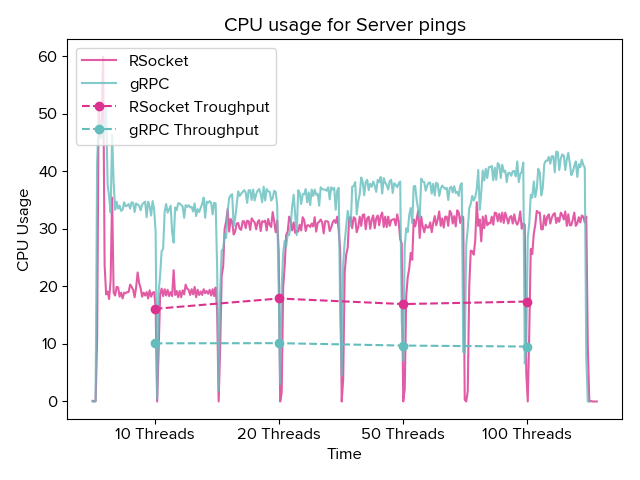 CPU usage for Server pings
RSocket
gRPC
RSocket Troughput
gRPC Throughput
60
50
40
30
20
10
0
CPU Usage
10 Threads
20 Threads
50 Threads
100 Threads
Time